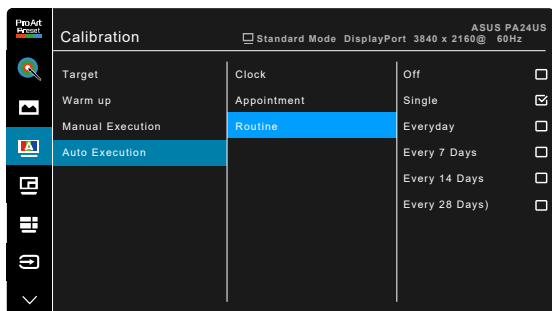 ProArt
Preset
Calibration
ASUS PA24US
Standard Mode DisplayPort 3840 x 2160@ 60Hz
Target
Warm up
Manual Execution
Auto Execution
Clock
Appointment
Routine
Off
Single
Everyday
Every 7 Days
Every 14 Days
Every 28 Days)
A